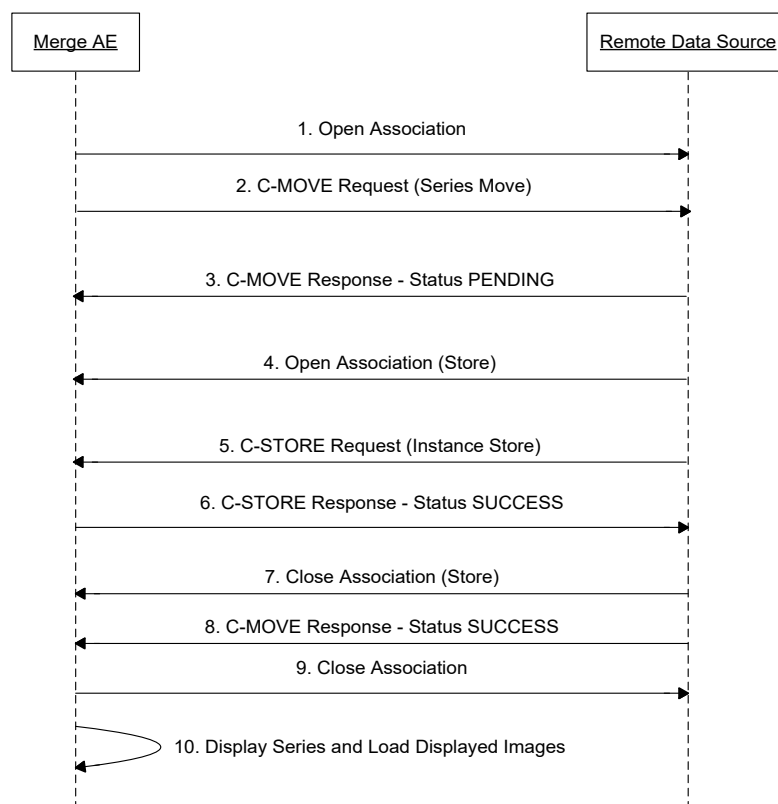 Merge AE
Remote Data Source
1. Open Association
2. C-MOVE Request (Series Move)
3. C-MOVE Response - Status PENDING
4. Open Association (Store)
5. C-STORE Request (Instance Store)
6. C-STORE Response - Status SUCCESS
7. Close Association (Store)
8. C-MOVE Response - Status SUCCESS
9. Close Association
10. Display Series and Load Displayed Images